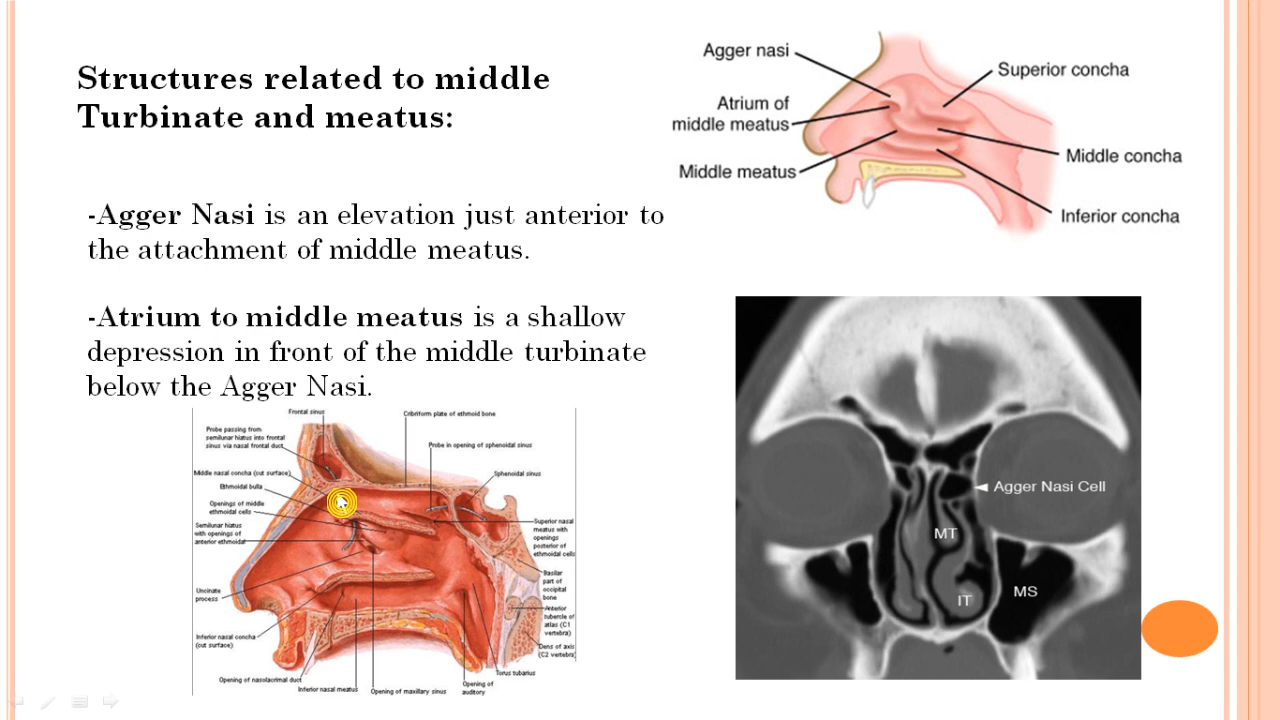 Structures related to middle
Turbinate and meatus:
-Agger Nasi is an elevation just anterior to
the attachment of middle meatus.
-Atrium to middle meatus is a shallow
depression in front of the middle turbinate
below the Agger Nasi.
Agger nasi
Atrium of
middle meatus
Middle meatus
Superior concha
Middle concha
Inferior concha
Frontal sinus
Cribriform plate of ethmoid bone
Probe passing from
semilunar hiatus into frontal
sinus via nasal frontal duct
Probe in opening of sphenoidal sinus
Middle nasal concha (cut surface)
Sphenoidal sinus
Ethmoidal bulla
Openings of middle
ethmoidal cells
Semilunar hiatus
with openings of
anterior ethmoidal
Superior nasal
meatus with
openings
posterior of
ethmoidal cells
Basilar
part of
occipital
bone
Uncinate
process
Anterior
tubercle of
atlas (C1
vertebra)
Inferior nasal concha
(cut surface)
Dens of axis
(C2 vertebra)
Torus tubarius
Opening of nasolacrimal duct
Inferior nasal meatus
Opening of maxillary sinus
Opening of
auditory
Agger Nasi Cell
MT
IT
MS